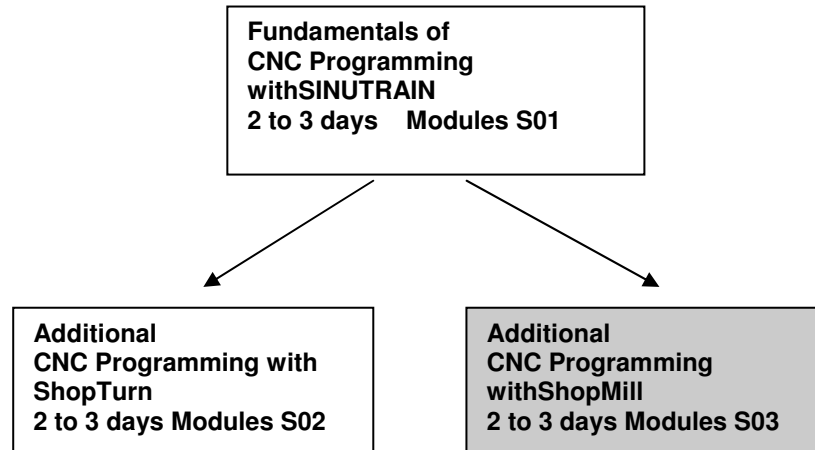 Fundamentals of
CNC Programming
withSINUTRAIN
2 to 3 days Modules S01
Additional
CNC Programming with
ShopTurn
2 to 3 days Modules S02
Additional
CNC Programming
withShopMill
2 to 3 days Modules S03